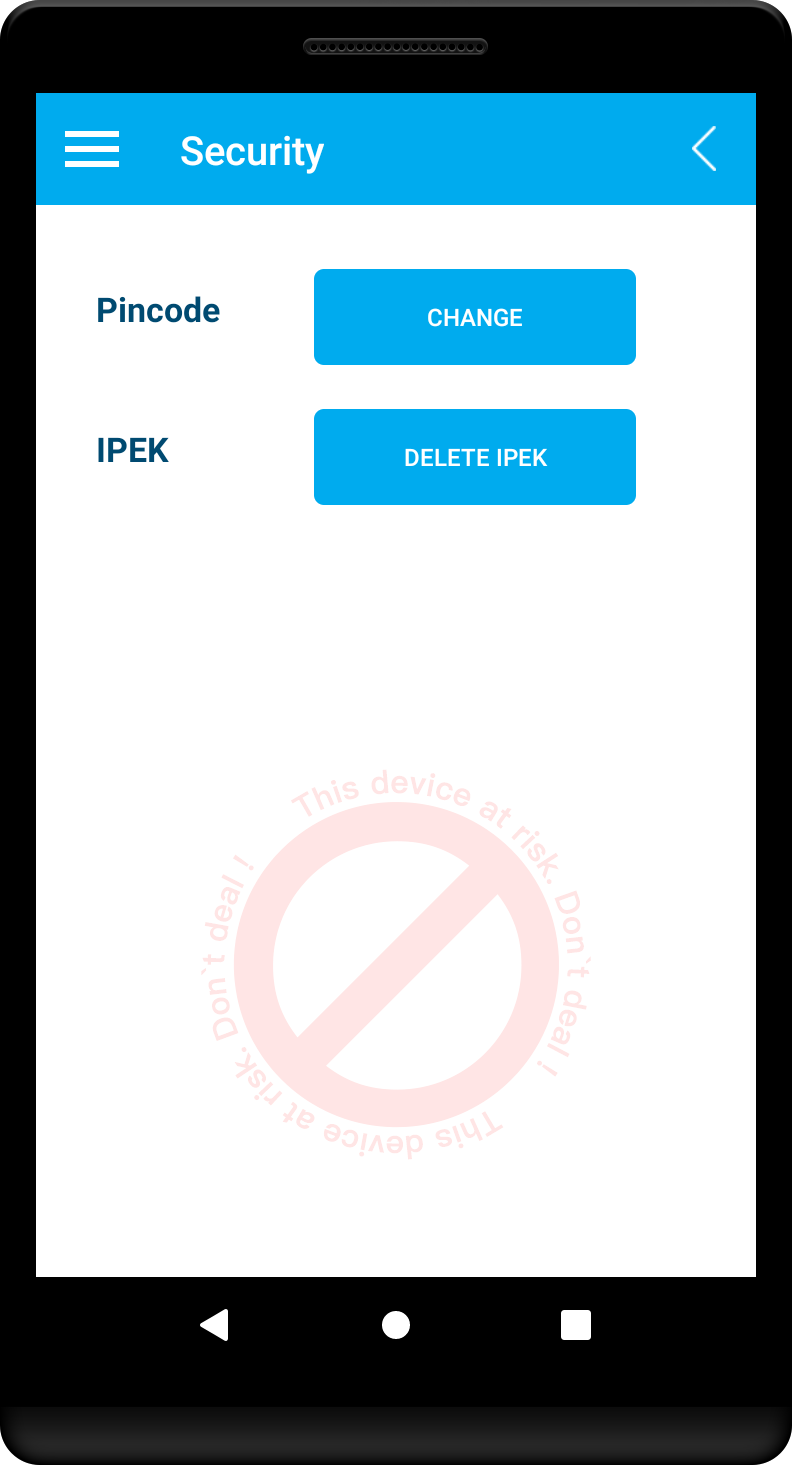 Security
Pincode
CHANGE
IPEK
DELETE IPEK
This device at risk. Don`t deal !
This device at risk. Don`t deal !